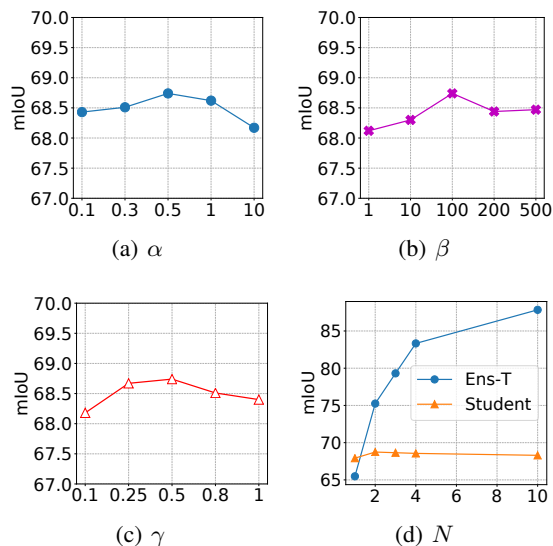 70.0
69.5
69.0
68.5
68.0
67.5
67.0
mIoU
0.1 0.3 0.5 1 10
(a) α
70.0
69.5
69.0
68.5
68.0
67.5
67.0
mIoU
1 10 100 200 500
(b) β
70.0
69.5
69.0
68.5
68.0
67.5
67.0
mIoU
0.1 0.25 0.5 0.8 1
(c) γ
85
80
75
70
65
mIoU
Ens-T
Student
2 4 6 8 10
(d) N